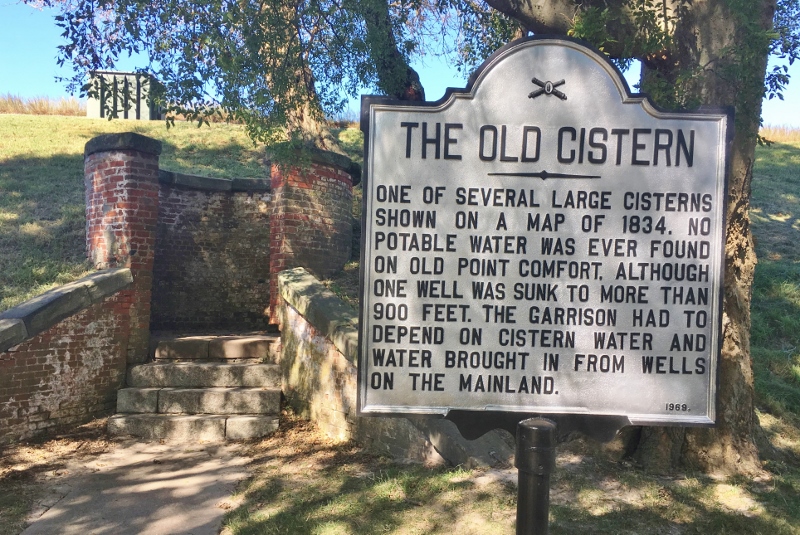 THE OLD CISTERN
ONE OF SEVERAL LARGE CISTERNS
SHOWN ON A MAP OF 1834. NO
POTABLE WATER WAS EVER FOUND
ON OLD POINT COMFORT, ALTHOUGH
ONE WELL WAS SUNK TO MORE THAN
900 FEET. THE GARRISON HAD TO
DEPEND ON CISTERN WATER AND
WATER BROUGHT IN FROM WELLS
ON THE MAINLAND.
1969.